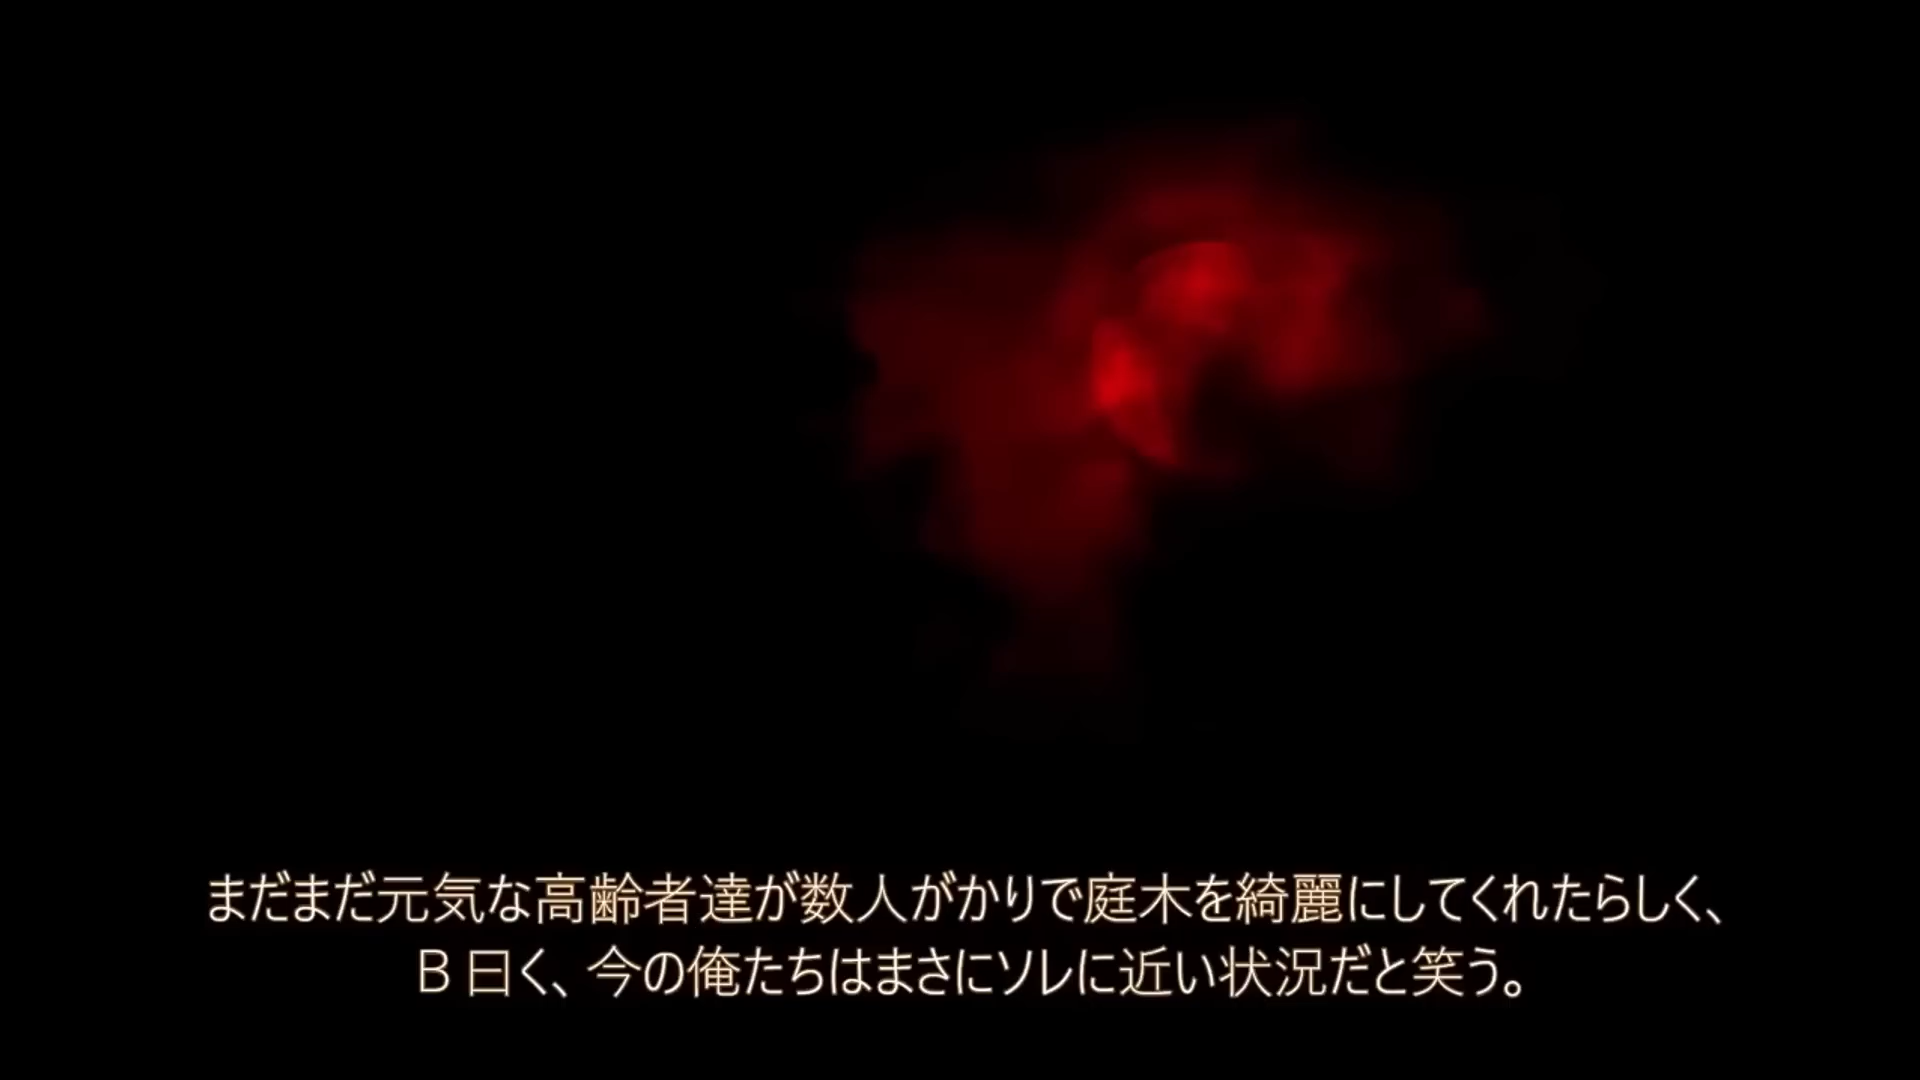 まだまだ元気な高齢者達が数人がかりで庭木を綺麗にしてくれたらしく、
B曰く、今の俺たちはまさにソレに近い状況だと笑う。